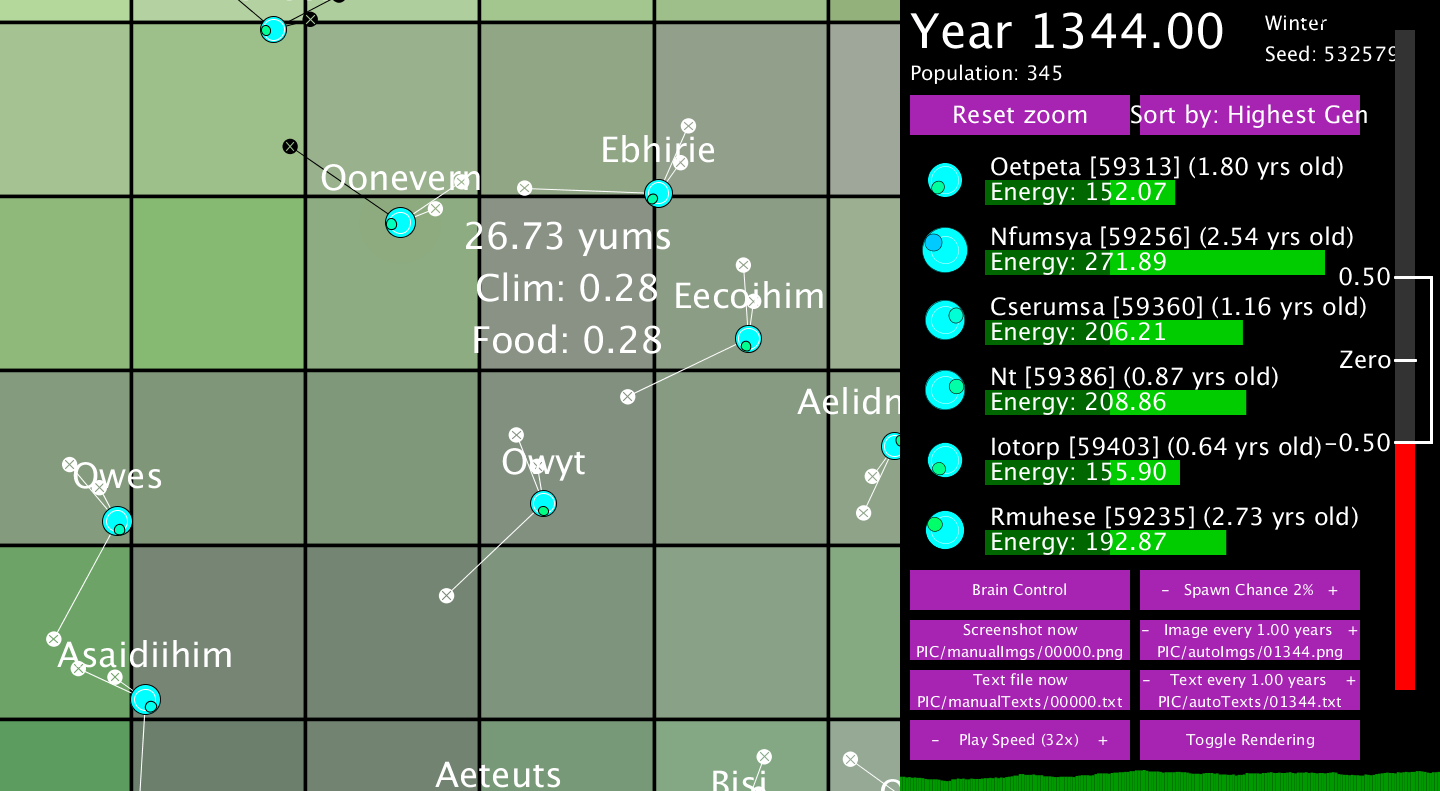 Oonevern
Ebhirie
26.73 yums
Clim: 0.28
Food: 0.28
Eecoihim
Aelidn
Owes
Owyt
Asaidiihim
Aeteuts
Bisi
Year 1344.00
Winter
Seed: 532579
Population: 345
Reset zoom
Sort by: Highest Gen
Oetpeta [59313] (1.80 yrs old)
Energy: 152.07
Nfumsya [59256] (2.54 yrs old)
Energy: 271.89
Cserumsa [59360] (1.16 yrs old)
Energy: 206.21
Nt [59386] (0.87 yrs old)
Energy: 208.86
Iotorp [59403] (0.64 yrs old)
Energy: 155.90
Rmuhese [59235] (2.73 yrs old)
Energy: 192.87
0.50
Zero
-0.50
Brain Control
- Spawn Chance 2% +
Screenshot now
PIC/manualImgs/00000.png
- Image every 1.00 years +
PIC/autoImgs/01344.png
Text file now
PIC/manualTexts/00000.txt
- Text every 1.00 years +
PIC/autoTexts/01344.txt
- Play Speed (32x) +
Toggle Rendering